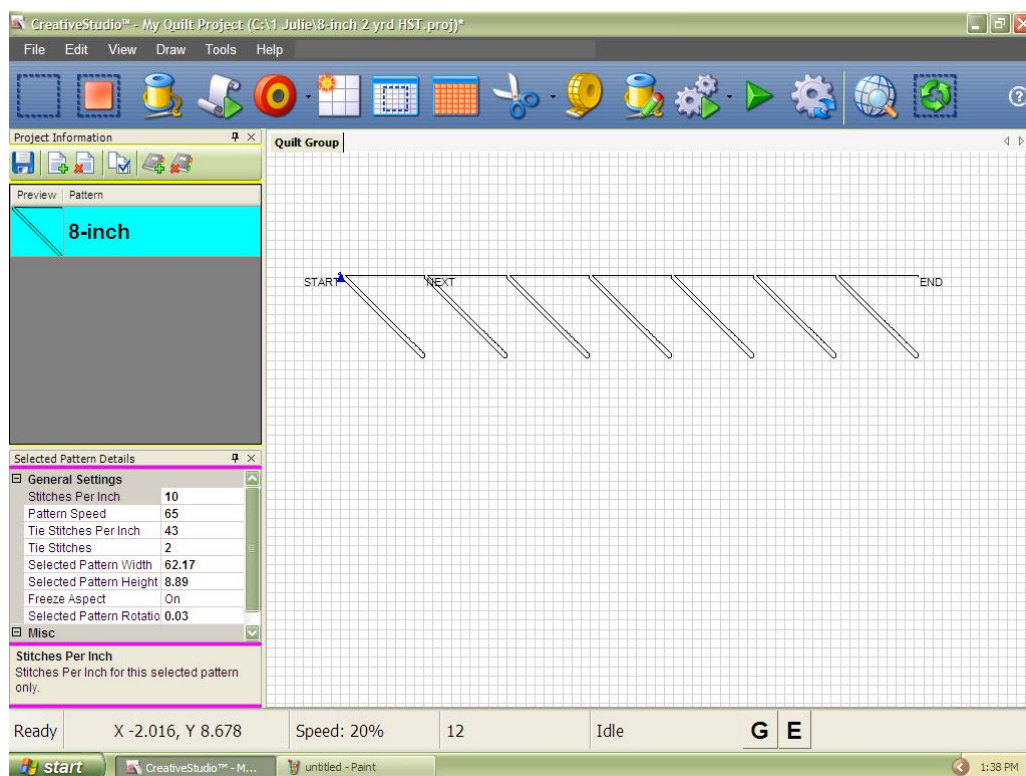 CreativeStudio™ - My Quilt Project (C:\1 Julie\8-inch 2 yrd HST.proj)*
File Edit View Draw Tools Help
Project Information
Preview Pattern
8-inch
Quilt Group
START NEXT END
Selected Pattern Details
General Settings
Stitches Per Inch 10
Pattern Speed 65
Tie Stitches Per Inch 43
Tie Stitches 2
Selected Pattern Width 62.17
Selected Pattern Height 8.89
Freeze Aspect On
Selected Pattern Rotatio 0.03
Misc
Stitches Per Inch
Stitches Per Inch for this selected pattern
only.
Ready X -2.016, Y 8.678 Speed: 20% 12 Idle G E
start CreativeStudio™ - M... untitled - Paint 1:38 PM